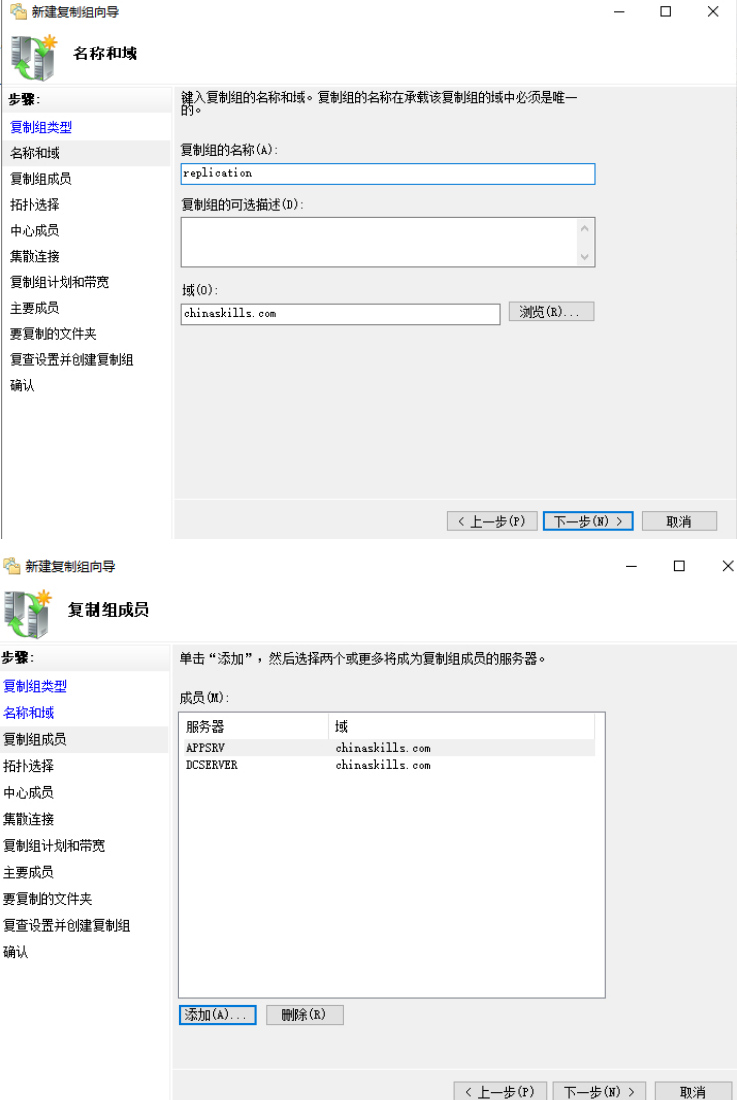 新建复制组向导
名称和域
步骤:
复制组类型
名称和域
复制组成员
拓扑选择
中心成员
集散连接
复制组计划和带宽
主要成员
要复制的文件夹
复查设置并创建复制组
确认
键入复制组的名称和域。复制组的名称在承载该复制组的域中必须是唯一
的。
复制组的名称(A):
replication
复制组的可选描述(D):
域(O):
chinaskills.com
浏览(R)...
< 上一步(P)
下一步(N) >
取消
新建复制组向导
复制组成员
步骤:
复制组类型
名称和域
复制组成员
拓扑选择
中心成员
集散连接
复制组计划和带宽
主要成员
要复制的文件夹
复查设置并创建复制组
确认
单击“添加”，然后选择两个或更多将成为复制组成员的服务器。
成员(M):
服务器 域
APPSRV chinaskills.com
DCSERVER chinaskills.com
添加(A)...
删除(R)
< 上一步(P)
下一步(N) >
取消